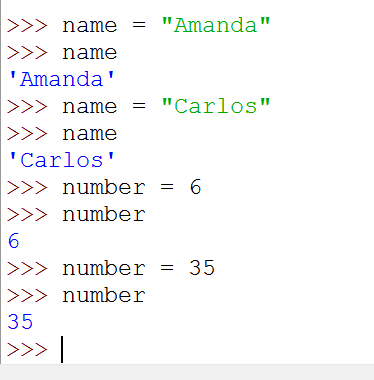 >>> name = "Amanda"
>>> name
'Amanda'
>>> name = "Carlos"
>>> name
'Carlos'
>>> number = 6
>>> number
6
>>> number = 35
>>> number
35
>>>